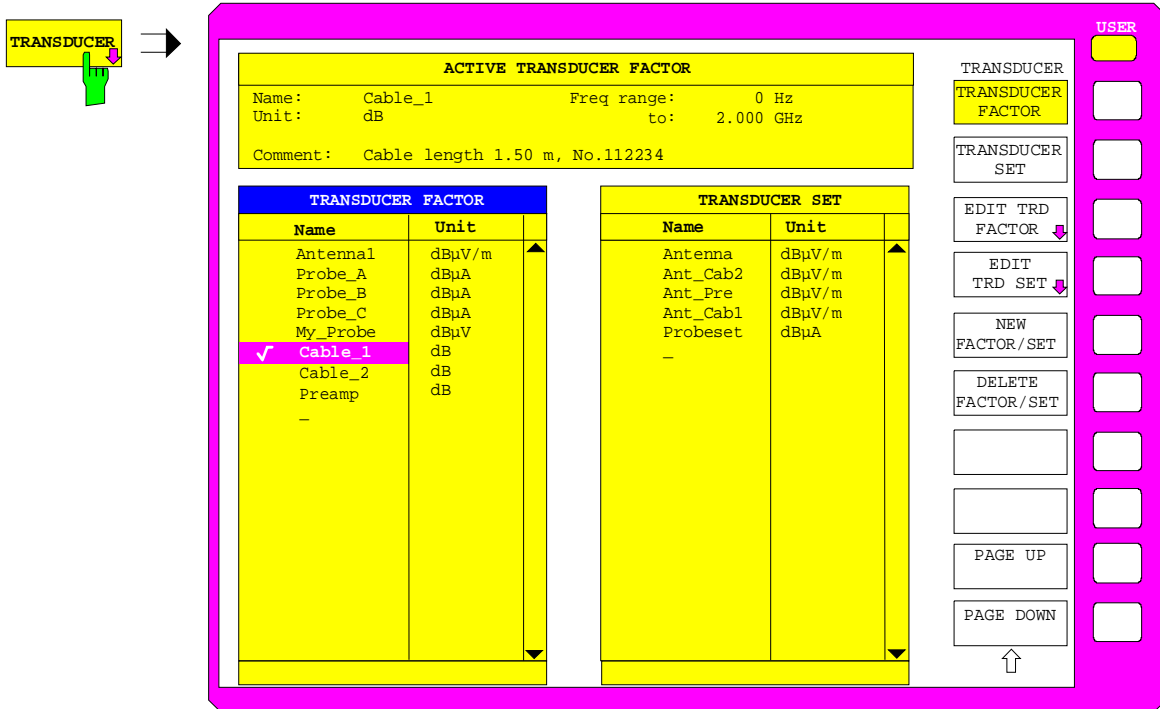 TRANSDUCER
USER
ACTIVE TRANSDUCER FACTOR
Name: Cable_1 Freq range: 0 Hz
Unit: dB to: 2.000 GHz
Comment: Cable length 1.50 m, No.112234
TRANSDUCER FACTOR
Name Unit
Antenna1 dBµV/m
Probe_A dBµA
Probe_B dBµA
Probe_C dBµA
My_Probe dBµV
√ Cable_1 dB
Cable_2 dB
Preamp dB
_
TRANSDUCER SET
Name Unit
Antenna dBµV/m
Ant_Cab2 dBµV/m
Ant_Pre dBµV/m
Ant_Cab1 dBµV/m
Probeset dBµA
_
TRANSDUCER
TRANSDUCER
FACTOR
TRANSDUCER
SET
EDIT TRD
FACTOR
EDIT
TRD SET
NEW
FACTOR/SET
DELETE
FACTOR/SET
PAGE UP
PAGE DOWN